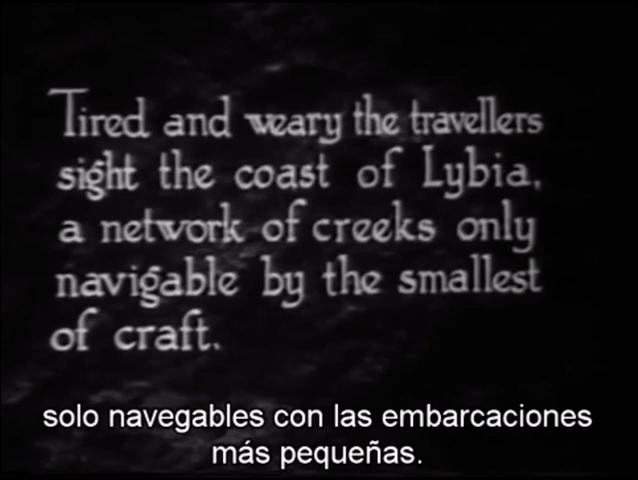 Tired and weary the travellers
sight the coast of Lybia,
a network of creeks only
navigable by the smallest
of craft.
solo navegables con las embarcaciones
más pequeñas.